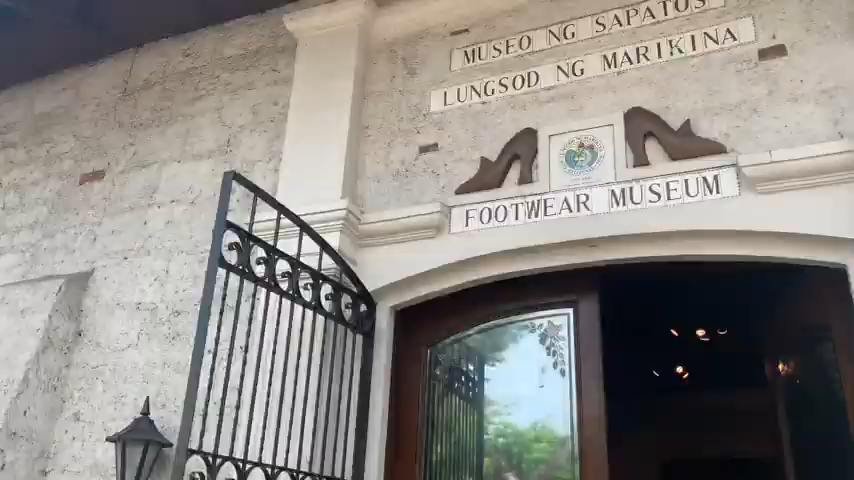 MUSEO NG SAPATOS
LUNGSOD NG MARIKINA
FOOTWEAR MUSEUM